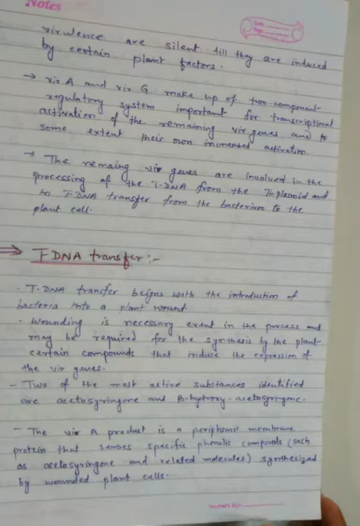 Notes
virulence are silent till they are induced
by certain plant factors.
→ vir A and vir G make up of two-component
regulatory system important for transcriptional
activation of the remaining vir genes and to
some extent their own increased activation.
→ The remaing vir genes are involved in the
processing of the T-DNA from the Ti plasmid and
in T-DNA transfer from the bacterium to the
plant cell.
⇒ T-DNA transfer:-
· T-DNA transfer begins with the introduction of
bacteria into a plant wound.
- Wounding is necessary event in the process and
may be required for the synthesis by the plant
certain compounds that induce the expression of
the vir genes.
- Two of the most active substances identified
are acetosyringone and β-hydroxy-acetosyringone.
- The vir A product is a periplasmic membrane
protein that senses specific phenolic compounds (such
as acetosyringone and related molecules) synthesized
by wounded plant cells.